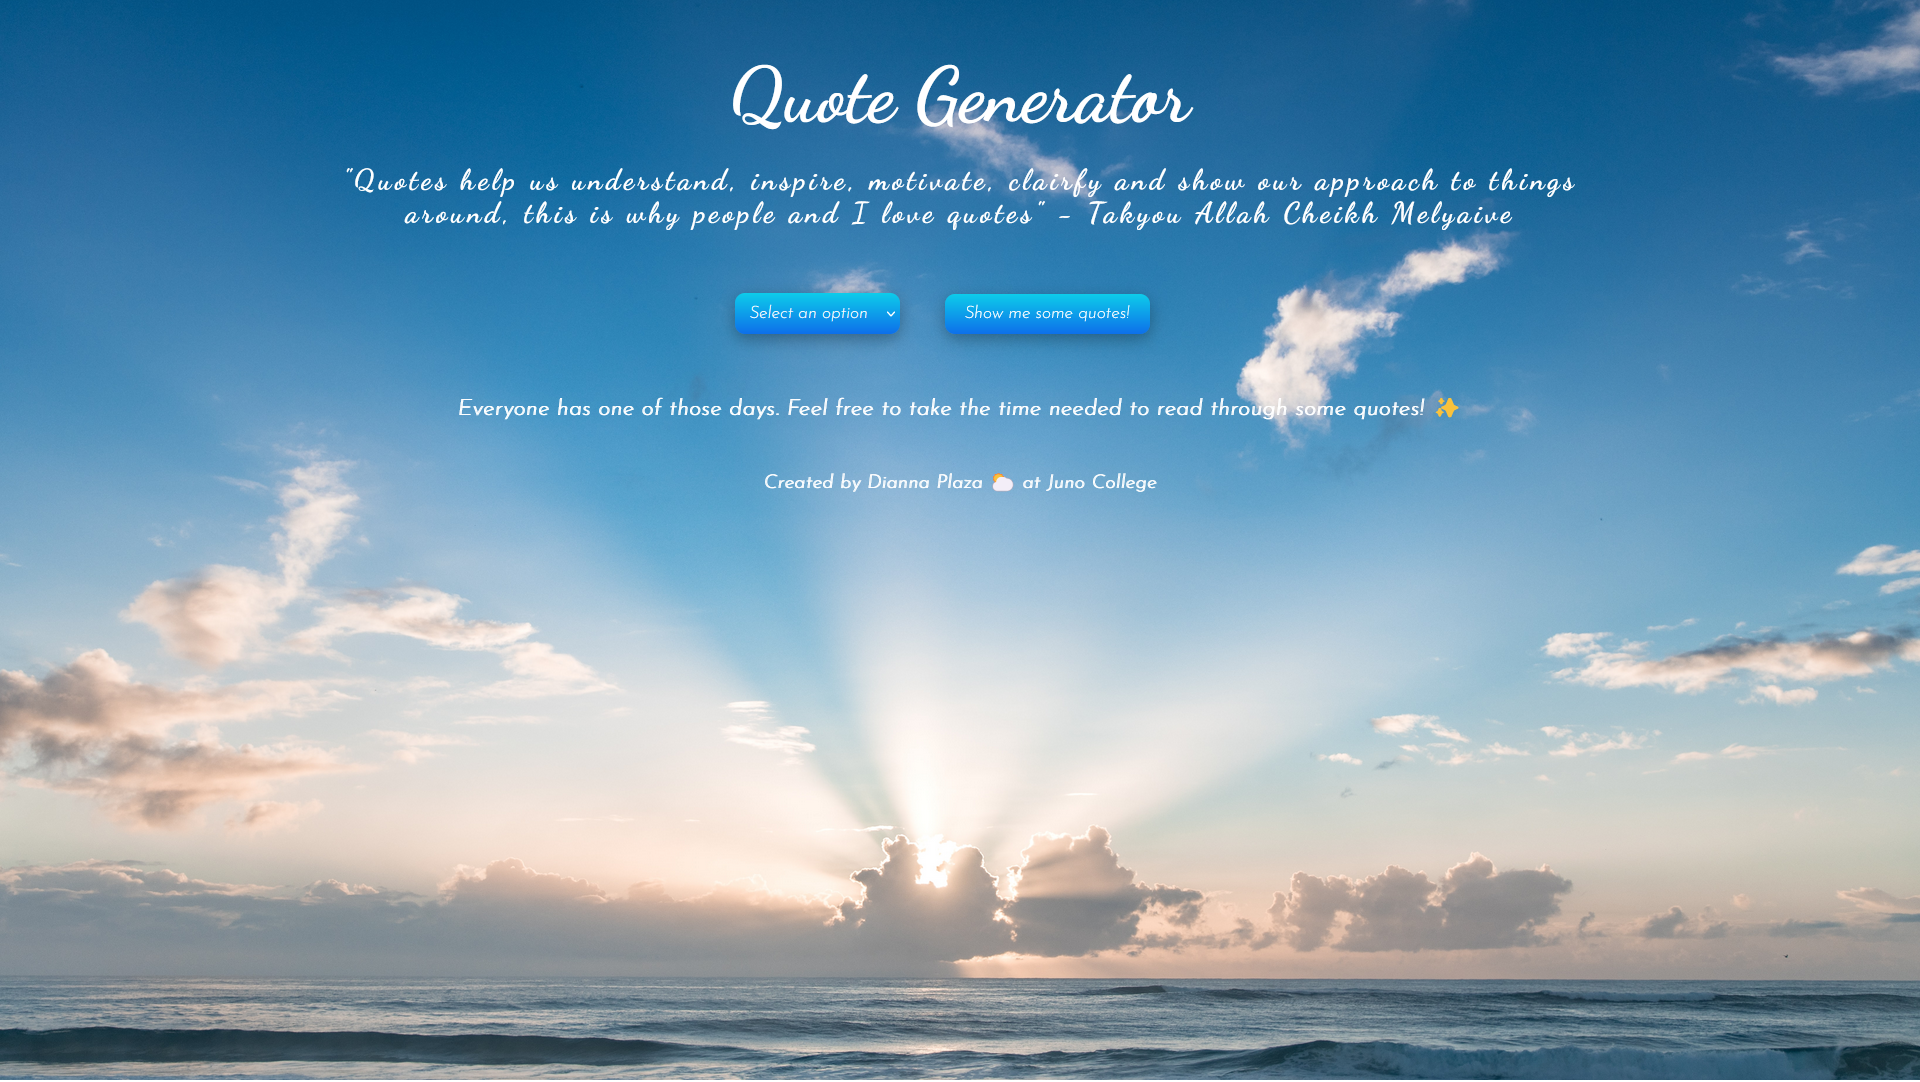 Quote Generator
"Quotes help us understand, inspire, motivate, clairfy and show our approach to things
around, this is why people and I love quotes" - Takyou Allah Cheikh Melyaive
Select an option
Show me some quotes!
Everyone has one of those days. Feel free to take the time needed to read through some quotes! ✨
Created by Dianna Plaza 🌥️ at Juno College